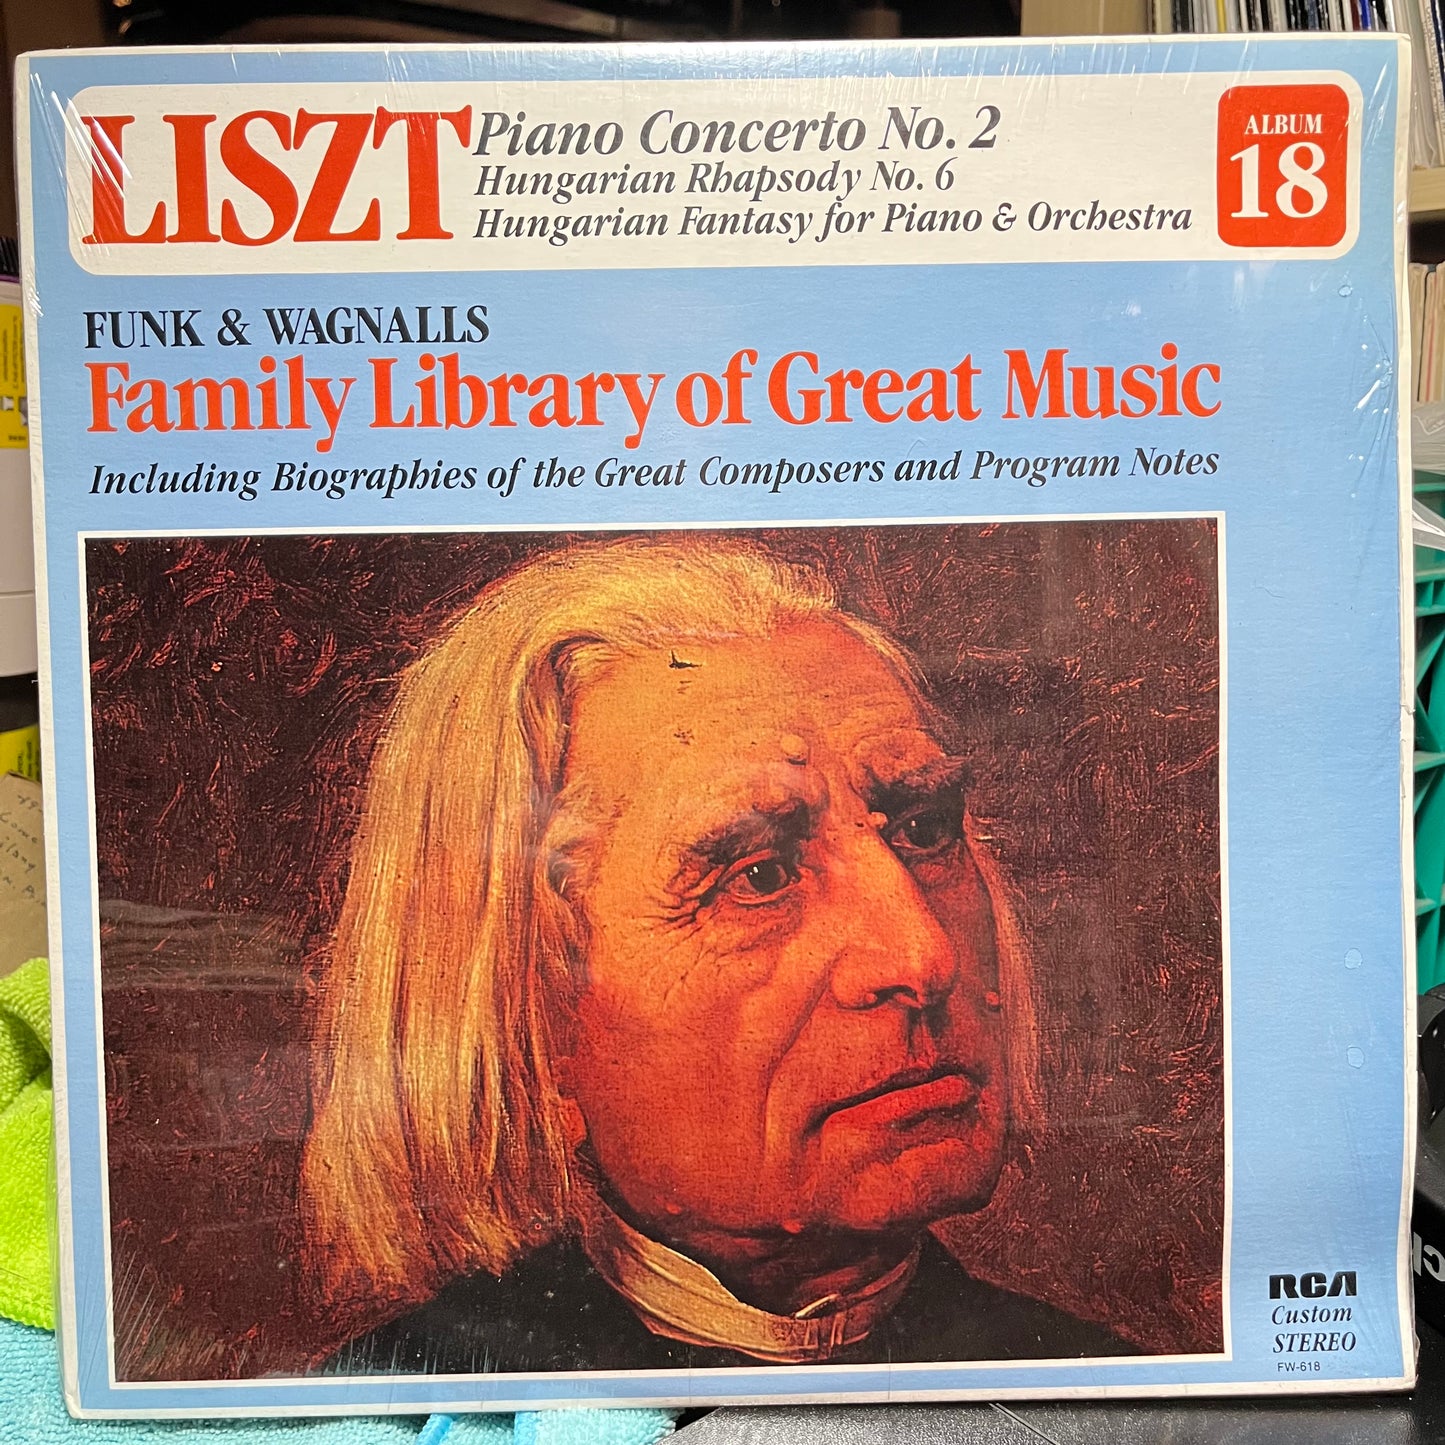 LISZT
Piano Concerto No. 2
Hungarian Rhapsody No. 6
Hungarian Fantasy for Piano & Orchestra
ALBUM
18
FUNK & WAGNALLS
Family Library of Great Music
Including Biographies of the Great Composers and Program Notes
RCA
Custom
STEREO
FW-618